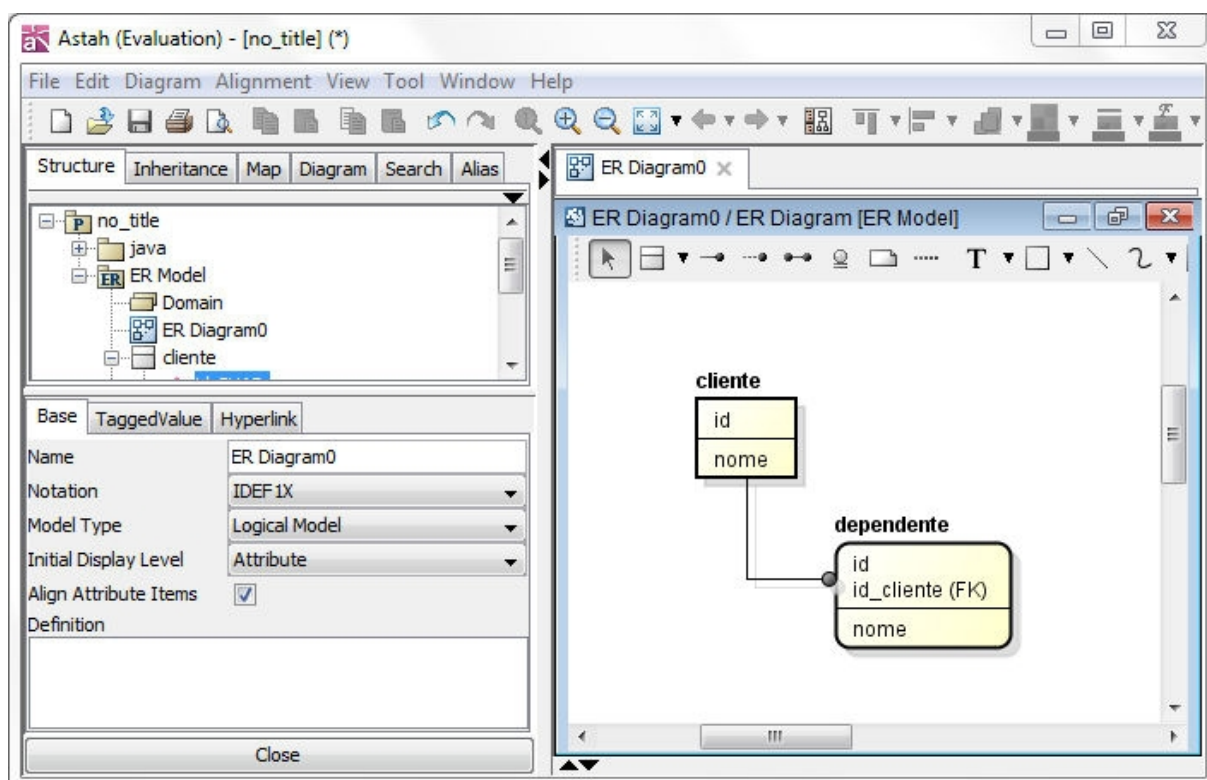 Astah (Evaluation) - [no_title] (*)
File Edit Diagram Alignment View Tool Window Help
Structure Inheritance Map Diagram Search Alias
no_title
java
ER Model
Domain
ER Diagram0
cliente
Base TaggedValue Hyperlink
Name ER Diagram0
Notation IDEF1X
Model Type Logical Model
Initial Display Level Attribute
Align Attribute Items
Definition
Close
ER Diagram0
ER Diagram0 / ER Diagram [ER Model]
T
cliente
id
nome
dependente
id
id_cliente (FK)
nome